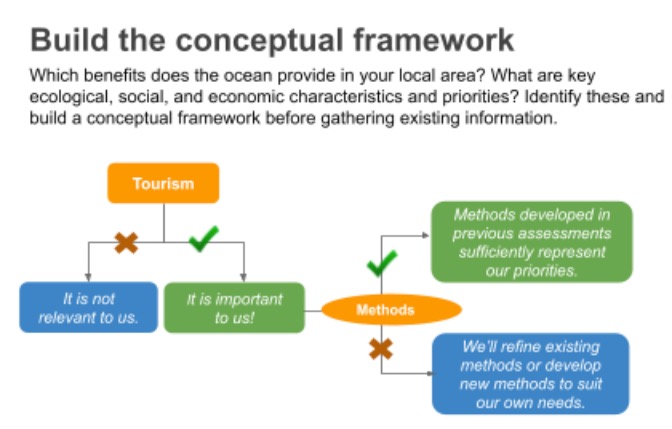 Build the conceptual framework
Which benefits does the ocean provide in your local area? What are key
ecological, social, and economic characteristics and priorities? Identify these and
build a conceptual framework before gathering existing information.
Tourism
It is not
relevant to us.
It is important
to us!
Methods
Methods developed in
previous assessments
sufficiently represent
our priorities.
We'll refine existing
methods or develop
new methods to suit
our own needs.